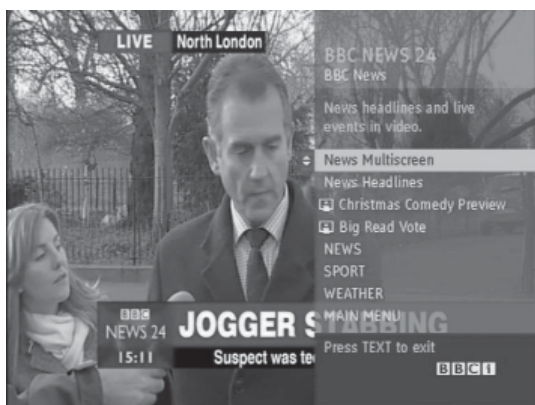 LIVE North London
BBC NEWS 24
BBC News
News headlines and live
events in video.
News Multiscreen
News Headlines
Christmas Comedy Preview
Big Read Vote
NEWS
SPORT
WEATHER
MAIN MENU
Press TEXT to exit
BBCi
BBC
NEWS 24
15:11
JOGGER STABBING
Suspect was